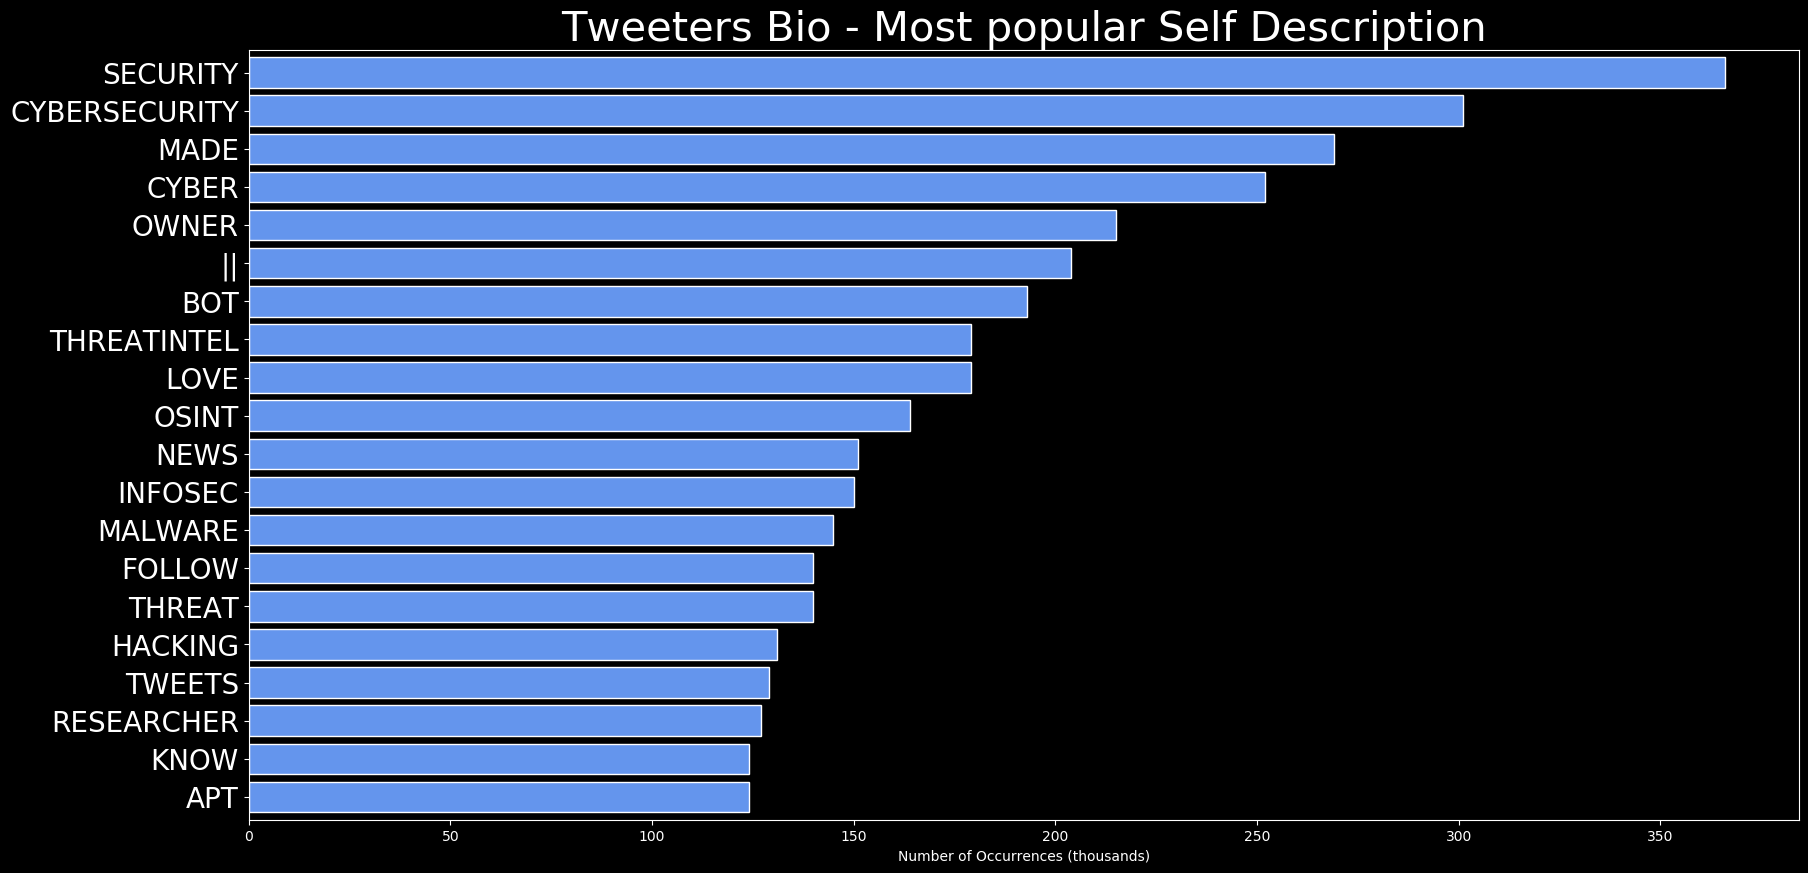 Tweeters Bio - Most popular Self Description
SECURITY
CYBERSECURITY
MADE
CYBER
OWNER
||
BOT
THREATINTEL
LOVE
OSINT
NEWS
INFOSEC
MALWARE
FOLLOW
THREAT
HACKING
TWEETS
RESEARCHER
KNOW
APT
0 50 100 150 200 250 300 350
Number of Occurrences (thousands)